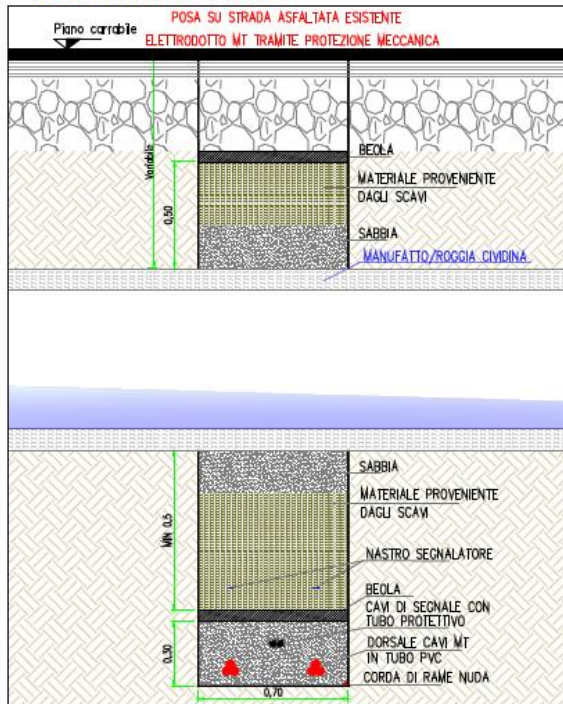 POSA SU STRADA ASFALTATA ESISTENTE
Piano carrabile
ELETTRODOTTO MT TRAMITE PROTEZIONE MECCANICA
Variabile
BEOLA
0,50
MATERIALE PROVENIENTE
DAGLI SCAVI
SABBIA
MANUFATTO/ROGGIA CIVIDINA
SABBIA
MATERIALE PROVENIENTE
DAGLI SCAVI
MIN 0,5
NASTRO SEGNALATORE
BEOLA
CAVI DI SEGNALE CON
TUBO PROTETTIVO
0,30
DORSALE CAVI MT
IN TUBO PVC
CORDA DI RAME NUDA
0,70